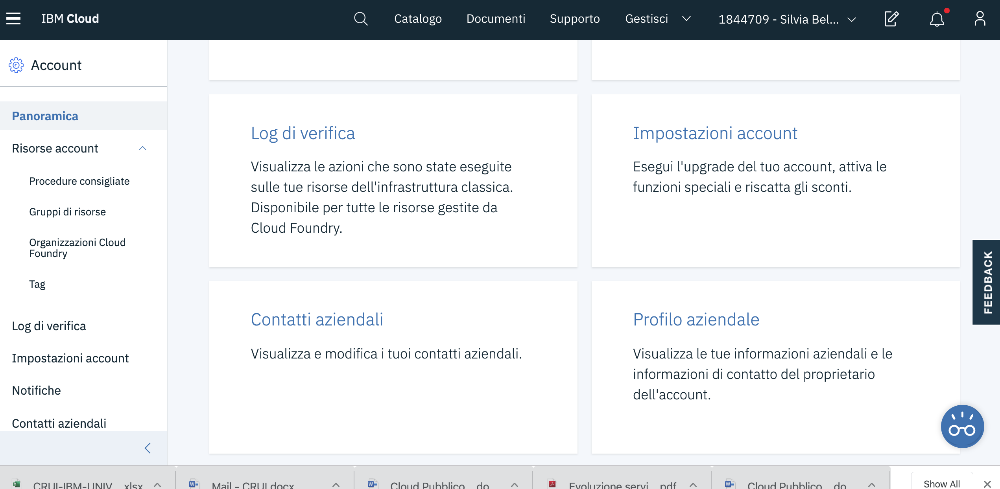 IBM Cloud
Catalogo
Documenti
Supporto
Gestisci
1844709 - Silvia Bel...
Account
Panoramica
Risorse account
Procedure consigliate
Gruppi di risorse
Organizzazioni Cloud
Foundry
Tag
Log di verifica
Impostazioni account
Notifiche
Contatti aziendali
Log di verifica
Visualizza le azioni che sono state eseguite
sulle tue risorse dell'infrastruttura classica.
Disponibile per tutte le risorse gestite da
Cloud Foundry.
Impostazioni account
Esegui l'upgrade del tuo account, attiva le
funzioni speciali e riscatta gli sconti.
Contatti aziendali
Visualizza e modifica i tuoi contatti aziendali.
Profilo aziendale
Visualizza le tue informazioni aziendali e le
informazioni di contatto del proprietario
dell'account.
FEEDBACK
CRUI-IBM-UNIV....xlsx
Mail - CRUI.docx
Cloud Pubblico....do
Evoluzione servi....pdf
Cloud Pubblico....do
Show All